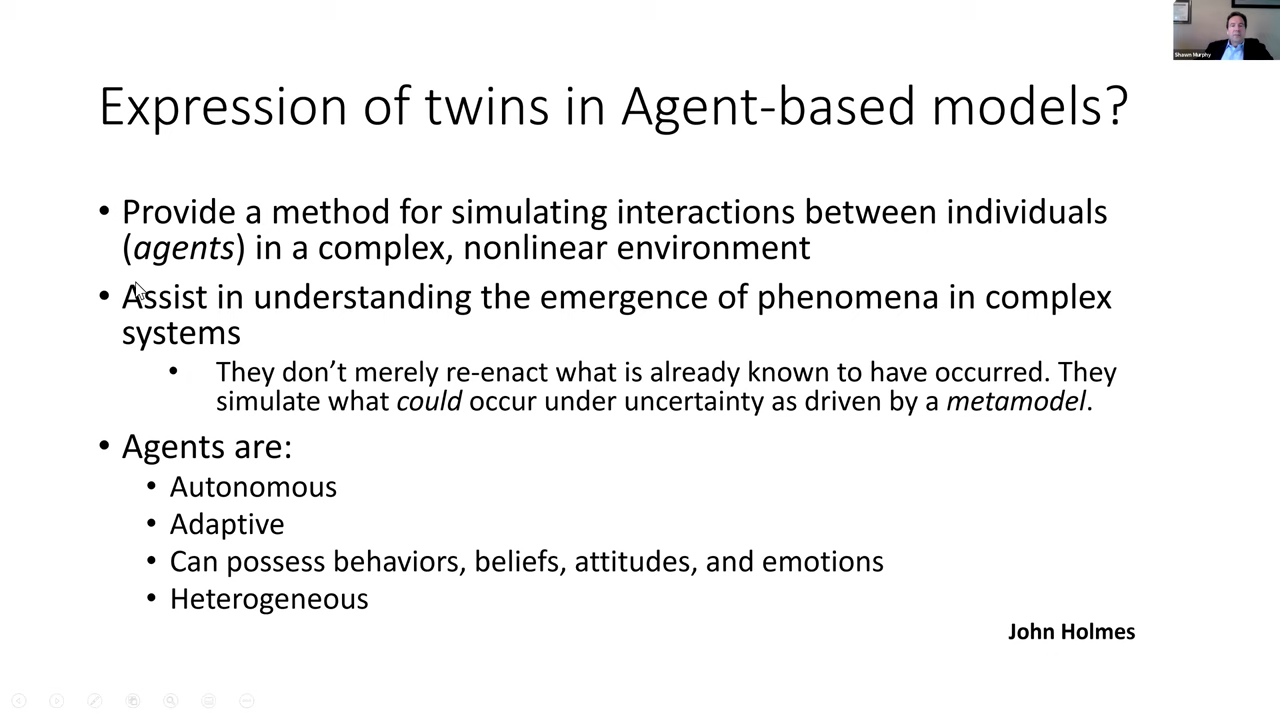 Shawn Murphy
Expression of twins in Agent-based models?
• Provide a method for simulating interactions between individuals
(agents) in a complex, nonlinear environment
• Assist in understanding the emergence of phenomena in complex
systems
• They don’t merely re-enact what is already known to have occurred. They
simulate what could occur under uncertainty as driven by a metamodel.
• Agents are:
• Autonomous
• Adaptive
• Can possess behaviors, beliefs, attitudes, and emotions
• Heterogeneous
John Holmes